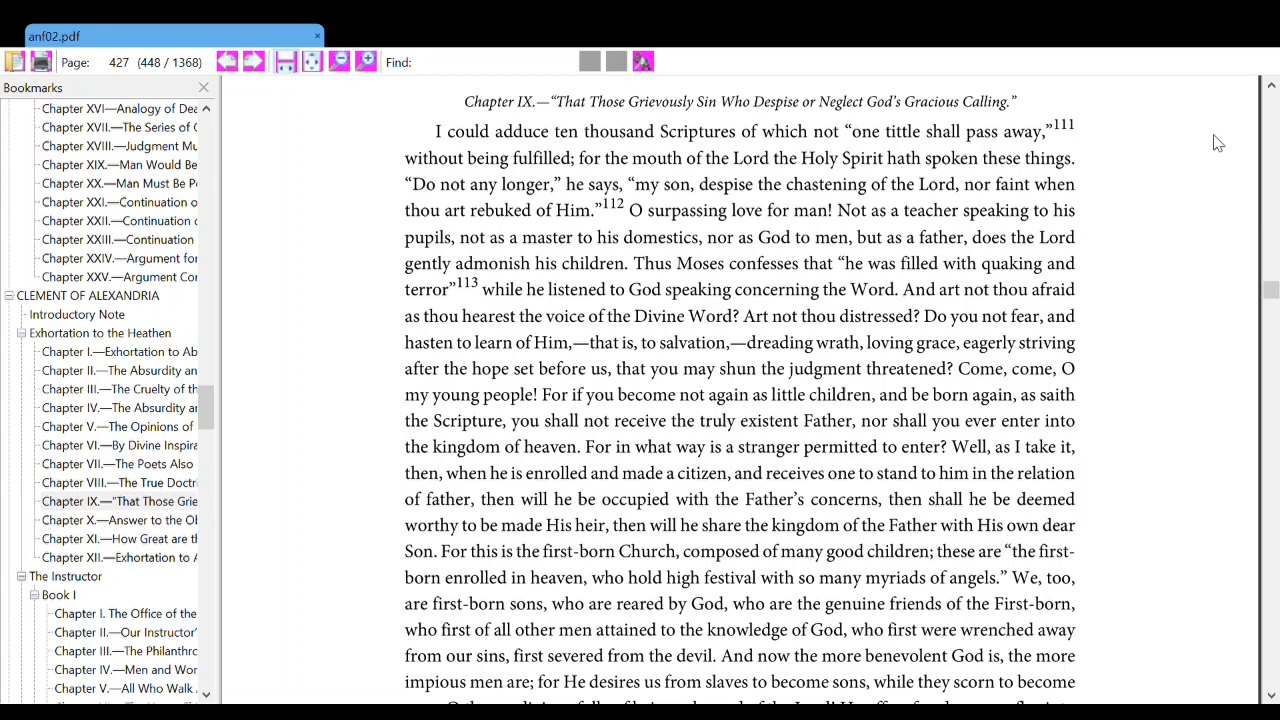 anf02.pdf
Page: 427 (448 / 1368) Find:
Bookmarks
Chapter XVI—Analogy of Dea
Chapter XVII.—The Series of C
Chapter XVIII.—Judgment Mu
Chapter XIX.—Man Would Be
Chapter XX.—Man Must Be Po
Chapter XXI.—Continuation o
Chapter XXII.—Continuation o
Chapter XXIII.—Continuation
Chapter XXIV.—Argument for
Chapter XXV.—Argument Con
CLEMENT OF ALEXANDRIA
Introductory Note
Exhortation to the Heathen
Chapter I.—Exhortation to Ab
Chapter II.—The Absurdity an
Chapter III.—The Cruelty of th
Chapter IV.—The Absurdity an
Chapter V.—The Opinions of
Chapter VI.—By Divine Inspira
Chapter VII.—The Poets Also
Chapter VIII.—The True Doctri
Chapter IX.—“That Those Grie
Chapter X.—Answer to the Ob
Chapter XI.—How Great are th
Chapter XII.—Exhortation to A
The Instructor
Book I
Chapter I. The Office of the
Chapter II.—Our Instructor'
Chapter III.—The Philanthro
Chapter IV.—Men and Wor
Chapter V.—All Who Walk
Chapter IX.—“That Those Grievously Sin Who Despise or Neglect God’s Gracious Calling.”
I could adduce ten thousand Scriptures of which not “one tittle shall pass away,”111
without being fulfilled; for the mouth of the Lord the Holy Spirit hath spoken these things.
“Do not any longer,” he says, “my son, despise the chastening of the Lord, nor faint when
thou art rebuked of Him.”112 O surpassing love for man! Not as a teacher speaking to his
pupils, not as a master to his domestics, nor as God to men, but as a father, does the Lord
gently admonish his children. Thus Moses confesses that “he was filled with quaking and
terror”113 while he listened to God speaking concerning the Word. And art not thou afraid
as thou hearest the voice of the Divine Word? Art not thou distressed? Do you not fear, and
hasten to learn of Him,—that is, to salvation,—dreading wrath, loving grace, eagerly striving
after the hope set before us, that you may shun the judgment threatened? Come, come, O
my young people! For if you become not again as little children, and be born again, as saith
the Scripture, you shall not receive the truly existent Father, nor shall you ever enter into
the kingdom of heaven. For in what way is a stranger permitted to enter? Well, as I take it,
then, when he is enrolled and made a citizen, and receives one to stand to him in the relation
of father, then will he be occupied with the Father’s concerns, then shall he be deemed
worthy to be made His heir, then will he share the kingdom of the Father with His own dear
Son. For this is the first-born Church, composed of many good children; these are “the first-
born enrolled in heaven, who hold high festival with so many myriads of angels.” We, too,
are first-born sons, who are reared by God, who are the genuine friends of the First-born,
who first of all other men attained to the knowledge of God, who first were wrenched away
from our sins, first severed from the devil. And now the more benevolent God is, the more
impious men are; for He desires us from slaves to become sons, while they scorn to become